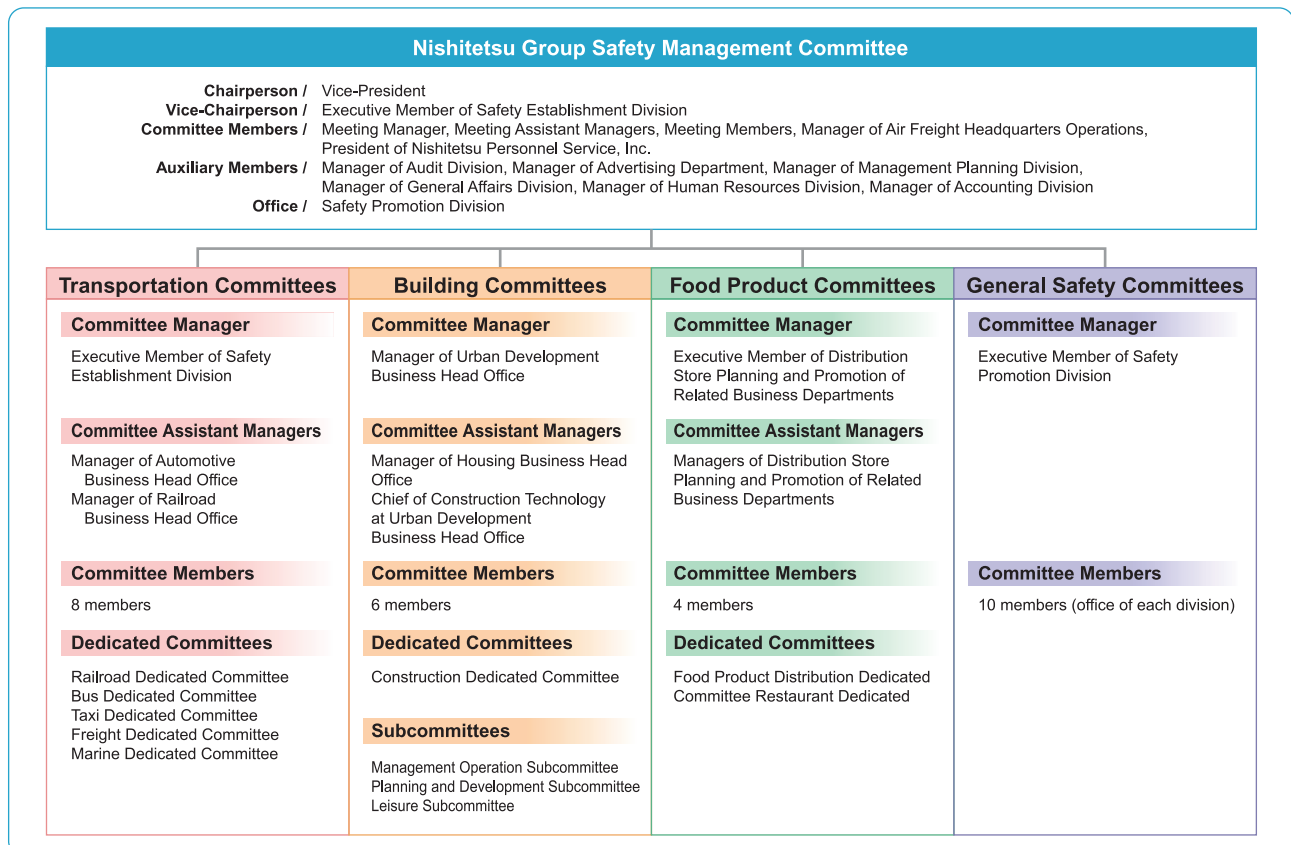 Nishitetsu Group Safety Management Committee
Chairperson / Vice-President
Vice-Chairperson / Executive Member of Safety Establishment Division
Committee Members / Meeting Manager, Meeting Assistant Managers, Meeting Members, Manager of Air Freight Headquarters Operations,
President of Nishitetsu Personnel Service, Inc.
Auxiliary Members / Manager of Audit Division, Manager of Advertising Department, Manager of Management Planning Division,
Manager of General Affairs Division, Manager of Human Resources Division, Manager of Accounting Division
Office / Safety Promotion Division
Transportation Committees
Committee Manager
Executive Member of Safety
Establishment Division
Committee Assistant Managers
Manager of Automotive
Business Head Office
Manager of Railroad
Business Head Office
Committee Members
8 members
Dedicated Committees
Railroad Dedicated Committee
Bus Dedicated Committee
Taxi Dedicated Committee
Freight Dedicated Committee
Marine Dedicated Committee
Building Committees
Committee Manager
Manager of Urban Development
Business Head Office
Committee Assistant Managers
Manager of Housing Business Head
Office
Chief of Construction Technology
at Urban Development
Business Head Office
Committee Members
6 members
Dedicated Committees
Construction Dedicated Committee
Subcommittees
Management Operation Subcommittee
Planning and Development Subcommittee
Leisure Subcommittee
Food Product Committees
Committee Manager
Executive Member of Distribution
Store Planning and Promotion of
Related Business Departments
Committee Assistant Managers
Managers of Distribution Store
Planning and Promotion of Related
Business Departments
Committee Members
4 members
Dedicated Committees
Food Product Distribution Dedicated
Committee Restaurant Dedicated
General Safety Committees
Committee Manager
Executive Member of Safety
Promotion Division
Committee Members
10 members (office of each division)